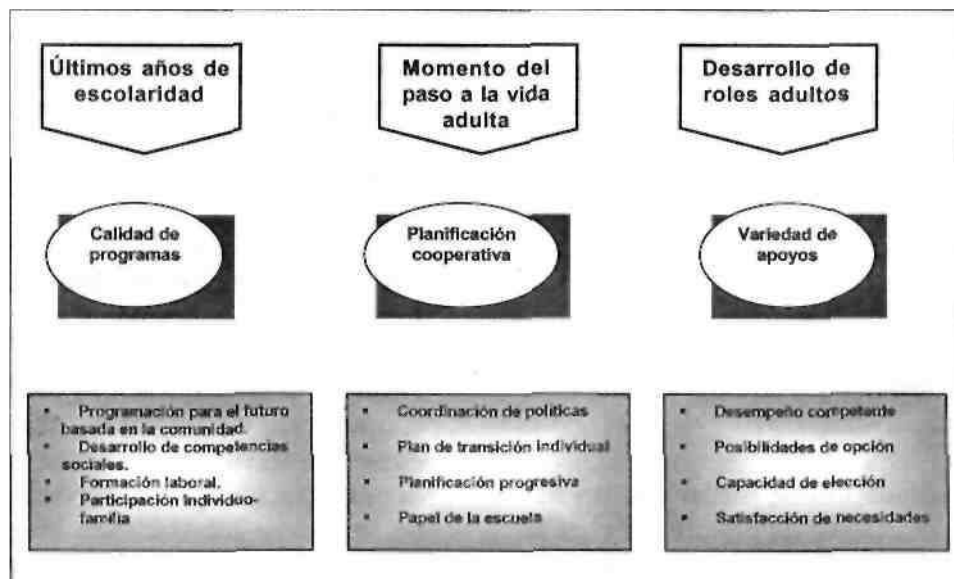 Últimos años de
escolaridad
Momento del
paso a la vida
adulta
Desarrollo de
roles adultos
Calidad de
programas
Planificación
cooperativa
Variedad de
apoyos
▪ Programación para el futuro
basada en la comunidad.
▪ Desarrollo de competencias
sociales.
▪ Formación laboral.
▪ Participación individuo-
familia
▪ Coordinación de políticas
▪ Plan de transición individual
▪ Planificación progresiva
▪ Papel de la escuela
▪ Desempeño competente
▪ Posibilidades de opción
▪ Capacidad de elección
▪ Satisfacción de necesidades